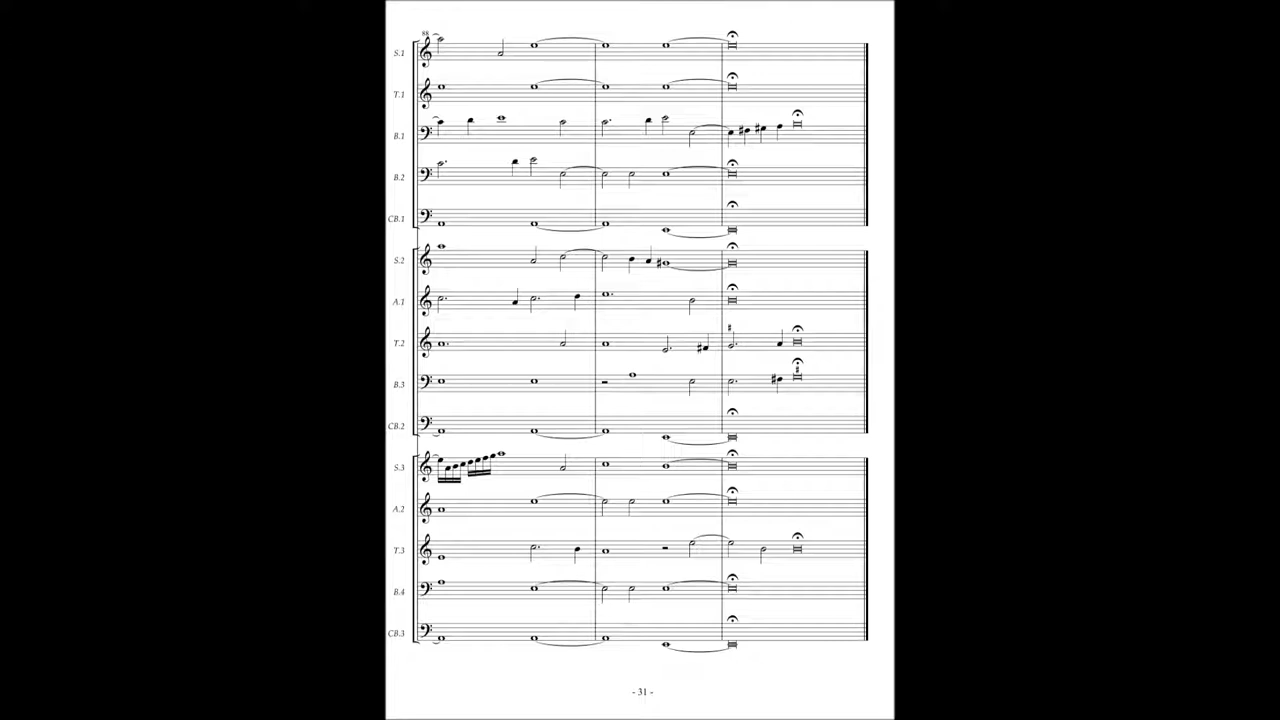 88
S.1
T.1
B.1
B.2
CB.1
S.2
A.1
T.2
B.3
CB.2
S.3
A.2
T.3
B.4
CB.3
- 31 -